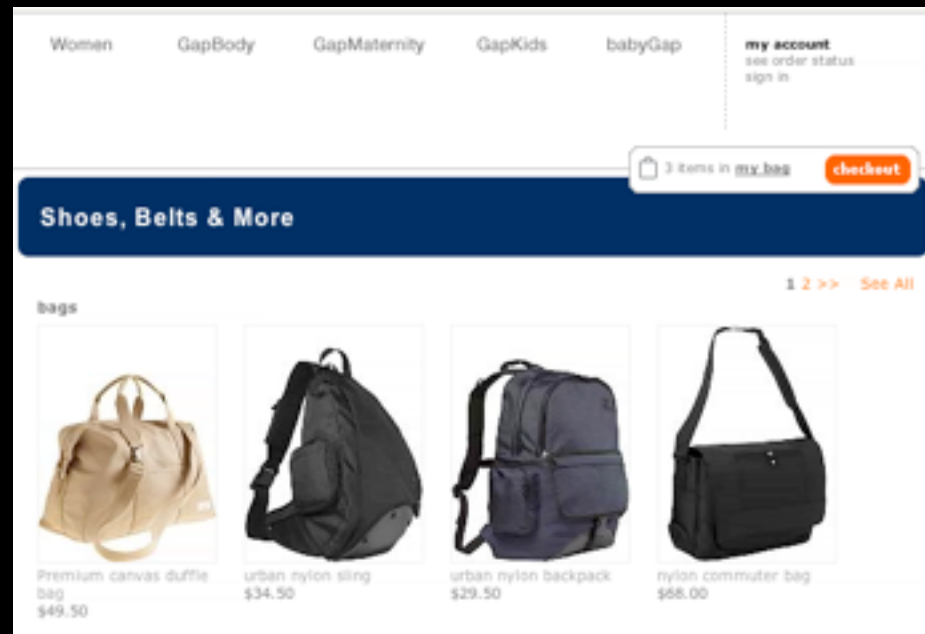 Women GapBody GapMaternity GapKids babyGap
my account
see order status
sign in
3 items in my bag checkout
Shoes, Belts & More
1 2 >> See All
bags
Premium canvas duffle bag
$49.50
urban nylon sling
$34.50
urban nylon backpack
$29.50
nylon commuter bag
$68.00